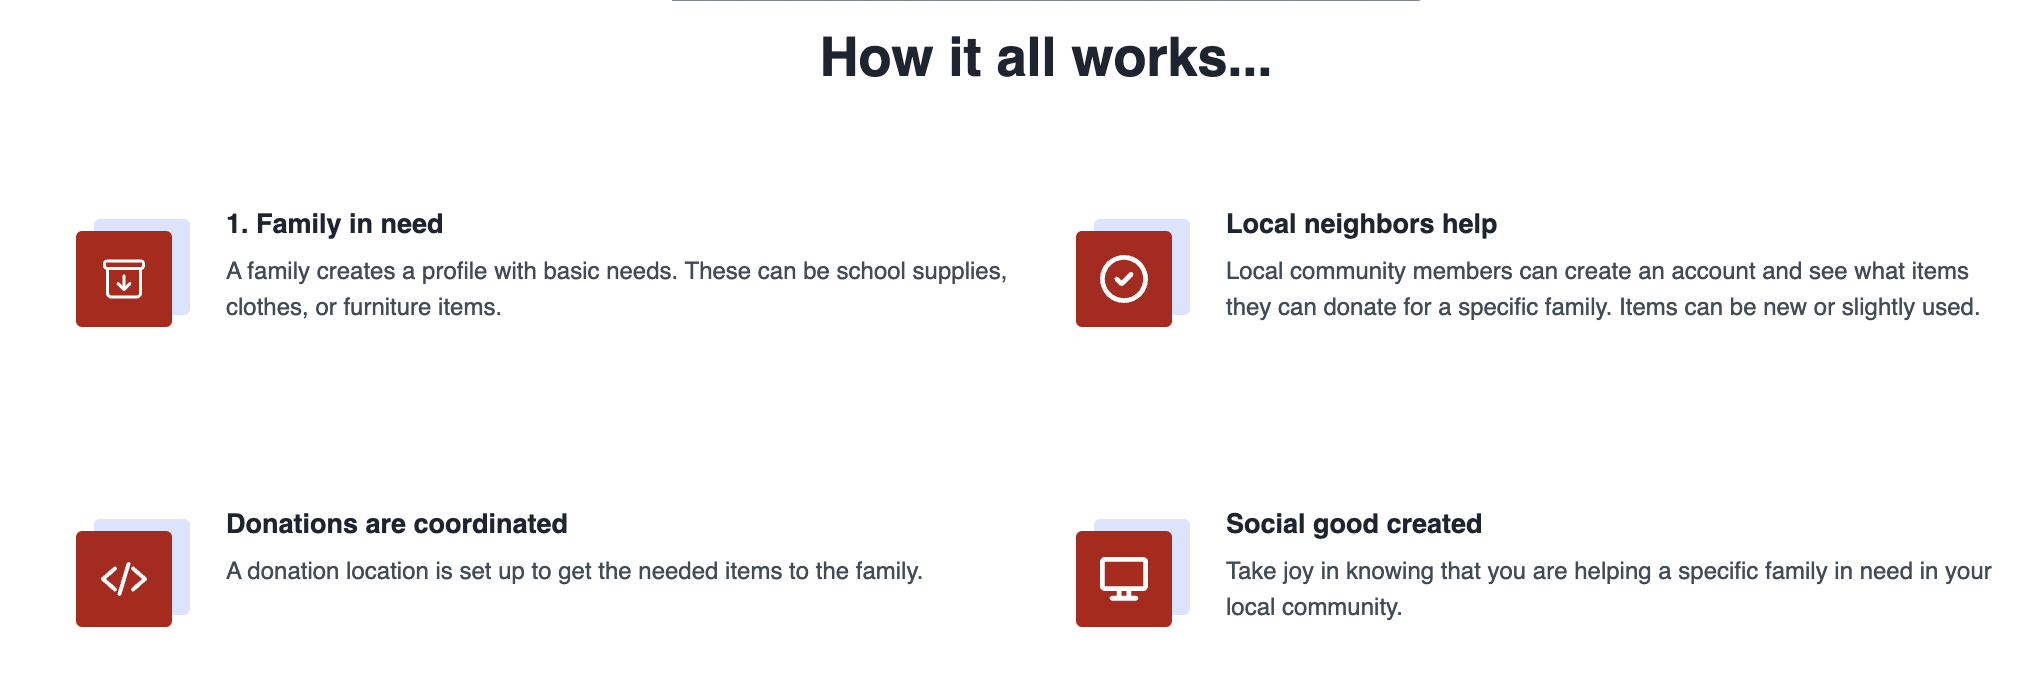 How it all works...
1. Family in need
A family creates a profile with basic needs. These can be school supplies,
clothes, or furniture items.
Local neighbors help
Local community members can create an account and see what items
they can donate for a specific family. Items can be new or slightly used.
Donations are coordinated
A donation location is set up to get the needed items to the family.
Social good created
Take joy in knowing that you are helping a specific family in need in your
local community.